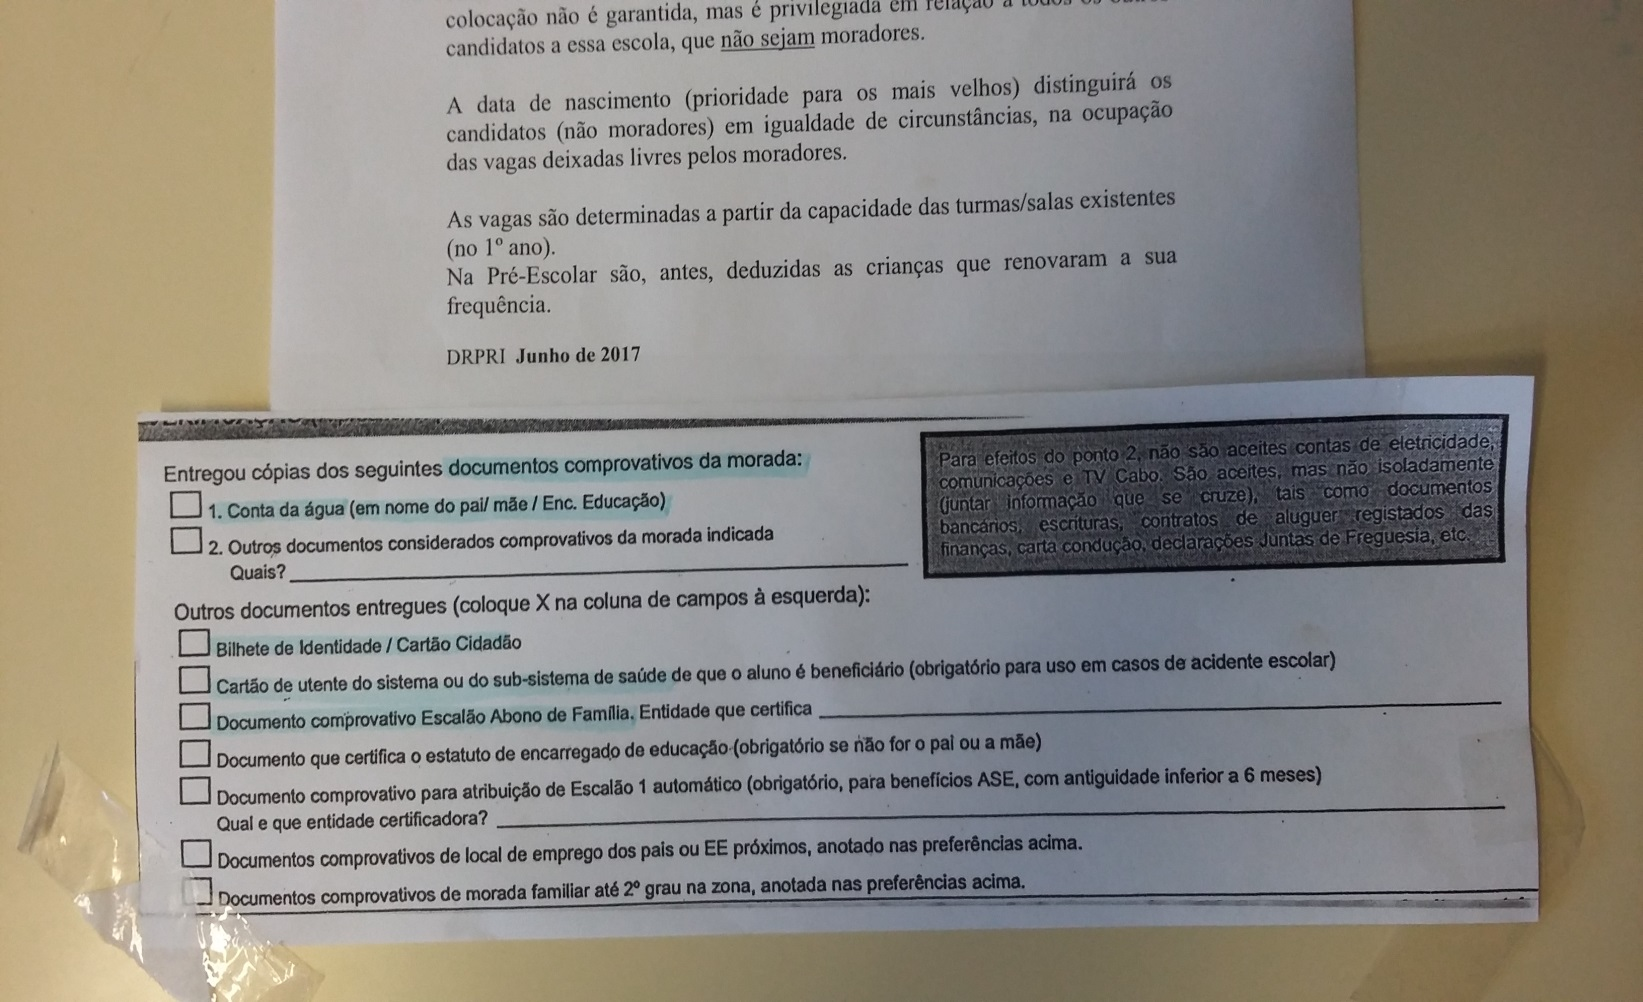 colocação não é garantida, mas é privilegiada em relação a todos os outros
candidatos a essa escola, que não sejam moradores.
A data de nascimento (prioridade para os mais velhos) distinguirá os
candidatos (não moradores) em igualdade de circunstâncias, na ocupação
das vagas deixadas livres pelos moradores.
As vagas são determinadas a partir da capacidade das turmas/salas existentes
(no 1º ano).
Na Pré-Escolar são, antes, deduzidas as crianças que renovaram a sua
frequência.
DRPRI Junho de 2017
Entregou cópias dos seguintes documentos comprovativos da morada:
1. Conta da água (em nome do pai/ mãe / Enc. Educação)
2. Outros documentos considerados comprovativos da morada indicada
Quais?
Para efeitos do ponto 2, não são aceites contas de eletricidade,
comunicações e TV Cabo. São aceites, mas não isoladamente
(juntar informação que se cruze), tais como documentos
bancários, escrituras, contratos de aluguer registados das
finanças, carta condução, declarações Juntas de Freguesia, etc.
Outros documentos entregues (coloque X na coluna de campos à esquerda):
Bilhete de Identidade / Cartão Cidadão
Cartão de utente do sistema ou do sub-sistema de saúde de que o aluno é beneficiário (obrigatório para uso em casos de acidente escolar)
Documento comprovativo Escalão Abono de Família. Entidade que certifica
Documento que certifica o estatuto de encarregado de educação (obrigatório se não for o pai ou a mãe)
Documento comprovativo para atribuição de Escalão 1 automático (obrigatório, para benefícios ASE, com antiguidade inferior a 6 meses)
Qual e que entidade certificadora?
Documentos comprovativos de local de emprego dos pais ou EE próximos, anotado nas preferências acima.
Documentos comprovativos de morada familiar até 2º grau na zona, anotada nas preferências acima.